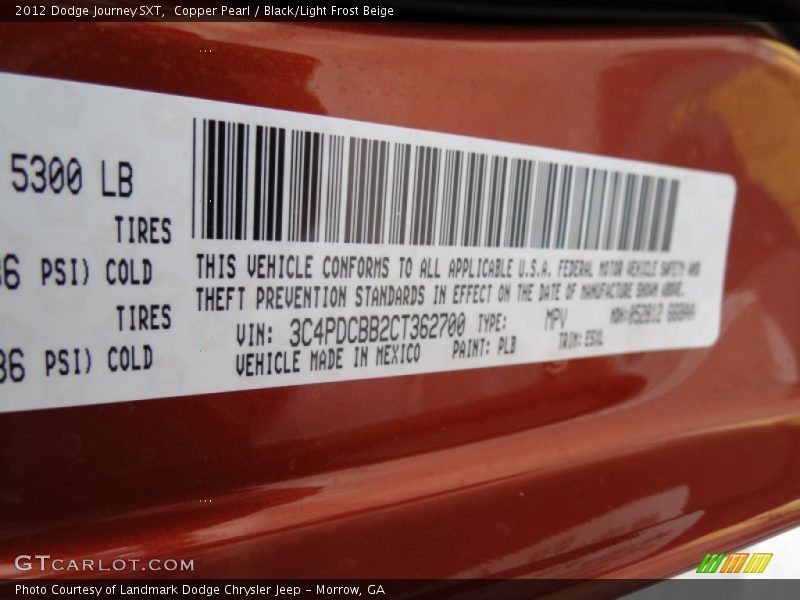 2012 Dodge Journey SXT,  Copper Pearl / Black/Light Frost Beige
5300 LB
TIRES
36 PSI) COLD
TIRES
36 PSI) COLD
THIS VEHICLE CONFORMS TO ALL APPLICABLE U.S.A. FEDERAL MOTOR VEHICLE SAFETY AND
THEFT PREVENTION STANDARDS IN EFFECT ON THE DATE OF MANUFACTURE SHOWN ABOVE.
VIN: 3C4PDCBB2CT362700 TYPE: MPV
VEHICLE MADE IN MEXICO PAINT: PLB TRIM:
GTCARLOT.COM
Photo Courtesy of Landmark Dodge Chrysler Jeep – Morrow, GA